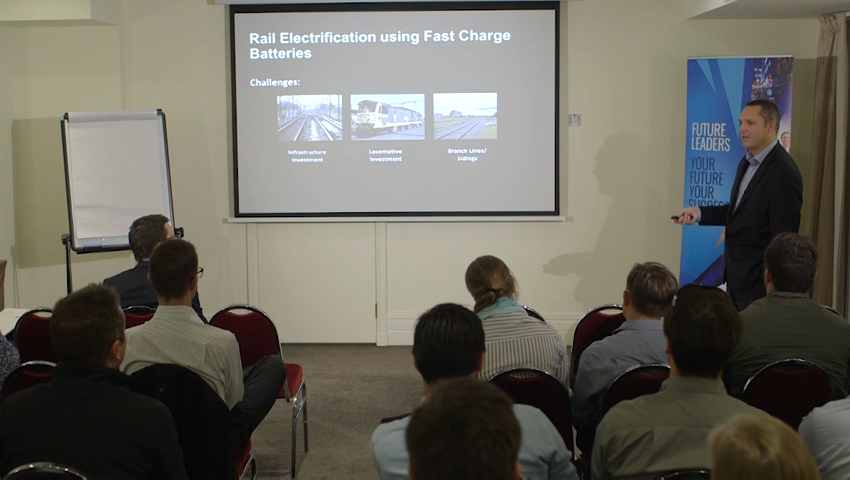 Rail Electrification using Fast Charge
Batteries
Challenges:
Infrastructure
Investment
Locomotive
Investment
Branch Lines/
Sidings
FUTURE
LEADERS
YOUR
FUTURE
YOUR
SUCCESS